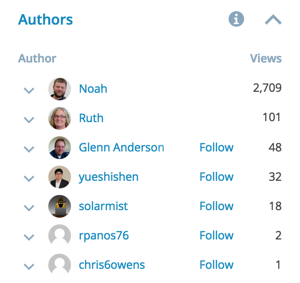 Authors
Author Views
Noah 2,709
Ruth 101
Glenn Anderson Follow 48
yueshishen Follow 32
solarmist Follow 18
rpanos76 Follow 2
chris6owens Follow 1